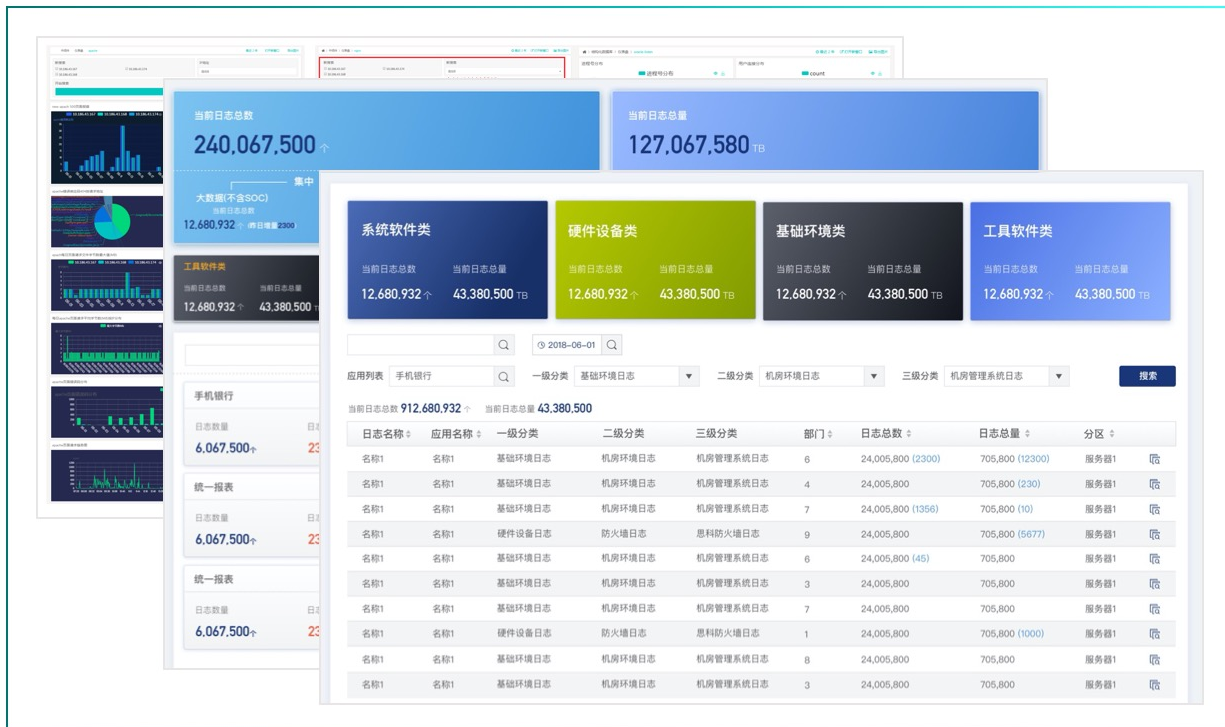 当前日志总数
240,067,500 个
当前日志总量
127,067,580 TB
集中
大数据(不含SOC)
当前日志总数
12,680,932 个 (昨日增量2300)
工具软件类
当前日志总数 当前日志总量
12,680,932 个 43,380,500
手机银行
日志数量
6,067,500个 23
统一报表
日志数量
6,067,500个 23
统一报表
日志数量
6,067,500个 23
系统软件类
当前日志总数 当前日志总量
12,680,932 个 43,380,500 TB
硬件设备类
当前日志总数 当前日志总量
12,680,932 个 43,380,500 TB
基础环境类
当前日志总数 当前日志总量
12,680,932 个 43,380,500 TB
工具软件类
当前日志总数 当前日志总量
12,680,932 个 43,380,500 TB
2018-06-01
应用列表 手机银行 一级分类 基础环境日志 二级分类 机房环境日志 三级分类 机房管理系统日志 搜索
当前日志总数 912,680,932 个 当前日志总量 43,380,500
日志名称 应用名称 一级分类 二级分类 三级分类 部门 日志总数 日志总量 分区
名称1 名称1 基础环境日志 机房环境日志 机房管理系统日志 6 24,005,800 (2300) 705,800 (12300) 服务器1
名称1 名称1 基础环境日志 机房环境日志 机房管理系统日志 4 24,005,800 705,800 (230) 服务器1
名称1 名称1 基础环境日志 机房环境日志 机房管理系统日志 7 24,005,800 (1356) 705,800 (10) 服务器1
名称1 名称1 硬件设备日志 防火墙日志 思科防火墙日志 9 24,005,800 705,800 (5677) 服务器1
名称1 名称1 基础环境日志 机房环境日志 机房管理系统日志 6 24,005,800 (45) 705,800 服务器1
名称1 名称1 基础环境日志 机房环境日志 机房管理系统日志 3 24,005,800 705,800 服务器1
名称1 名称1 基础环境日志 机房环境日志 机房管理系统日志 7 24,005,800 705,800 服务器1
名称1 名称1 硬件设备日志 防火墙日志 思科防火墙日志 1 24,005,800 705,800 (1000) 服务器1
名称1 名称1 基础环境日志 机房环境日志 机房管理系统日志 8 24,005,800 705,800 服务器1
名称1 名称1 基础环境日志 机房环境日志 机房管理系统日志 3 24,005,800 705,800 服务器1